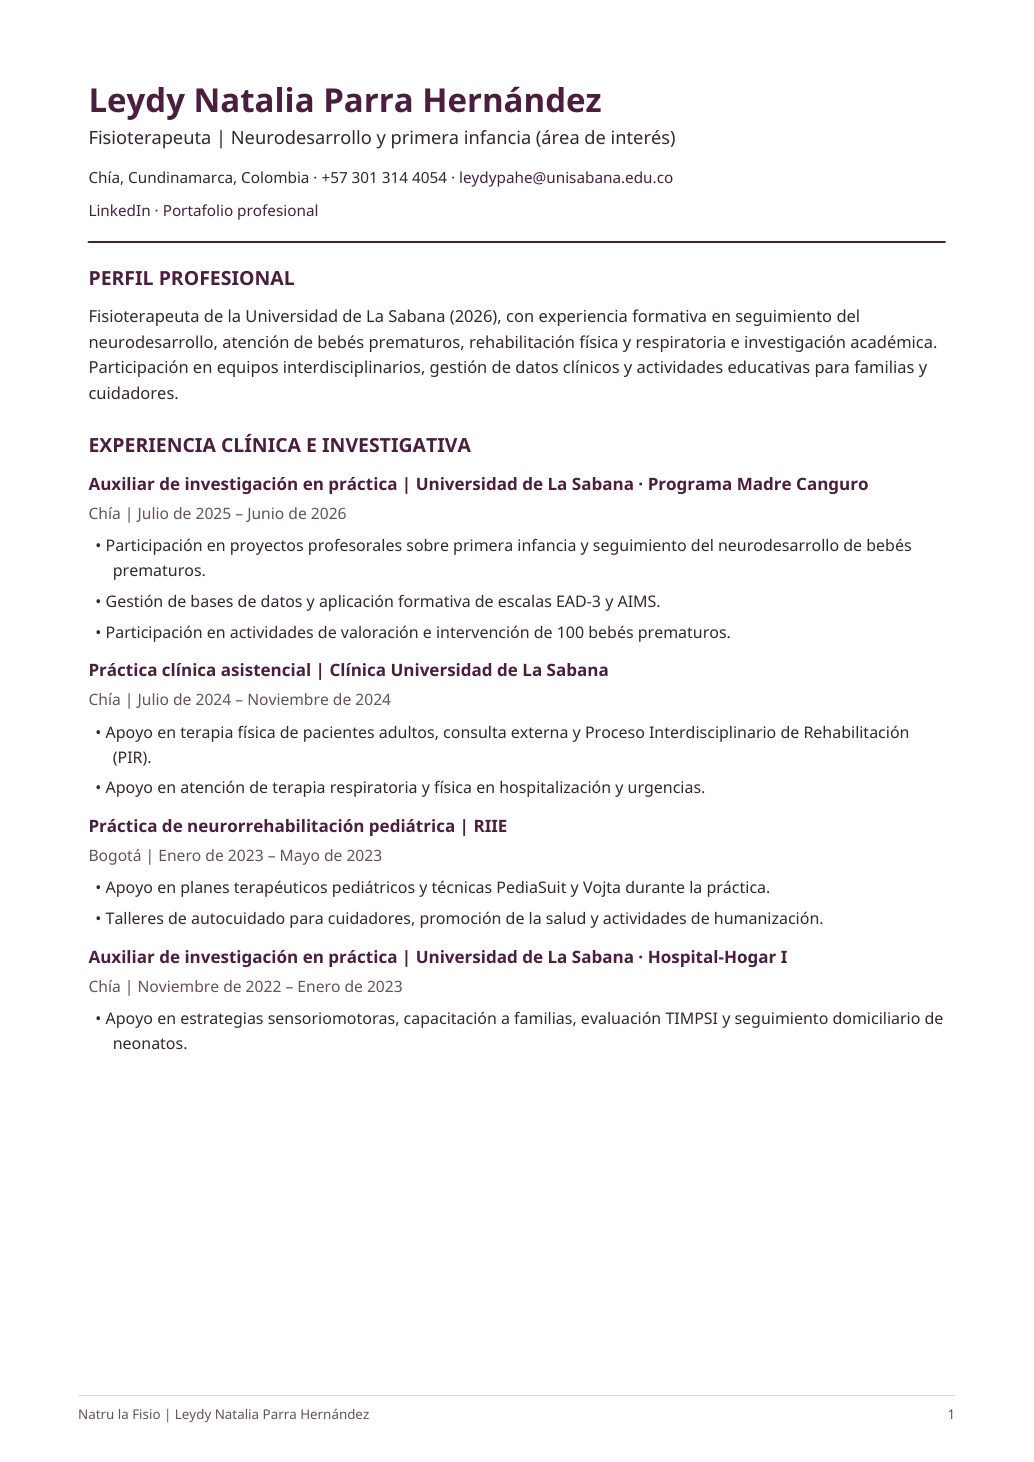 Leydy Natalia Parra Hernández
Fisioterapeuta | Neurodesarrollo y primera infancia (área de interés)
Chía, Cundinamarca, Colombia · +57 301 314 4054 · leydypahe@unisabana.edu.co
LinkedIn · Portafolio profesional
PERFIL PROFESIONAL
Fisioterapeuta de la Universidad de La Sabana (2026), con experiencia formativa en seguimiento del
neurodesarrollo, atención de bebés prematuros, rehabilitación física y respiratoria e investigación académica.
Participación en equipos interdisciplinarios, gestión de datos clínicos y actividades educativas para familias y
cuidadores.
EXPERIENCIA CLÍNICA E INVESTIGATIVA
Auxiliar de investigación en práctica | Universidad de La Sabana · Programa Madre Canguro
Chía | Julio de 2025 – Junio de 2026
• Participación en proyectos profesorales sobre primera infancia y seguimiento del neurodesarrollo de bebés
prematuros.
• Gestión de bases de datos y aplicación formativa de escalas EAD-3 y AIMS.
• Participación en actividades de valoración e intervención de 100 bebés prematuros.
Práctica clínica asistencial | Clínica Universidad de La Sabana
Chía | Julio de 2024 – Noviembre de 2024
• Apoyo en terapia física de pacientes adultos, consulta externa y Proceso Interdisciplinario de Rehabilitación
(PIR).
• Apoyo en atención de terapia respiratoria y física en hospitalización y urgencias.
Práctica de neurorrehabilitación pediátrica | RIIE
Bogotá | Enero de 2023 – Mayo de 2023
• Apoyo en planes terapéuticos pediátricos y técnicas PediaSuit y Vojta durante la práctica.
• Talleres de autocuidado para cuidadores, promoción de la salud y actividades de humanización.
Auxiliar de investigación en práctica | Universidad de La Sabana · Hospital-Hogar I
Chía | Noviembre de 2022 – Enero de 2023
• Apoyo en estrategias sensoriomotoras, capacitación a familias, evaluación TIMPSI y seguimiento domiciliario de
neonatos.
Natru la Fisio | Leydy Natalia Parra Hernández
1